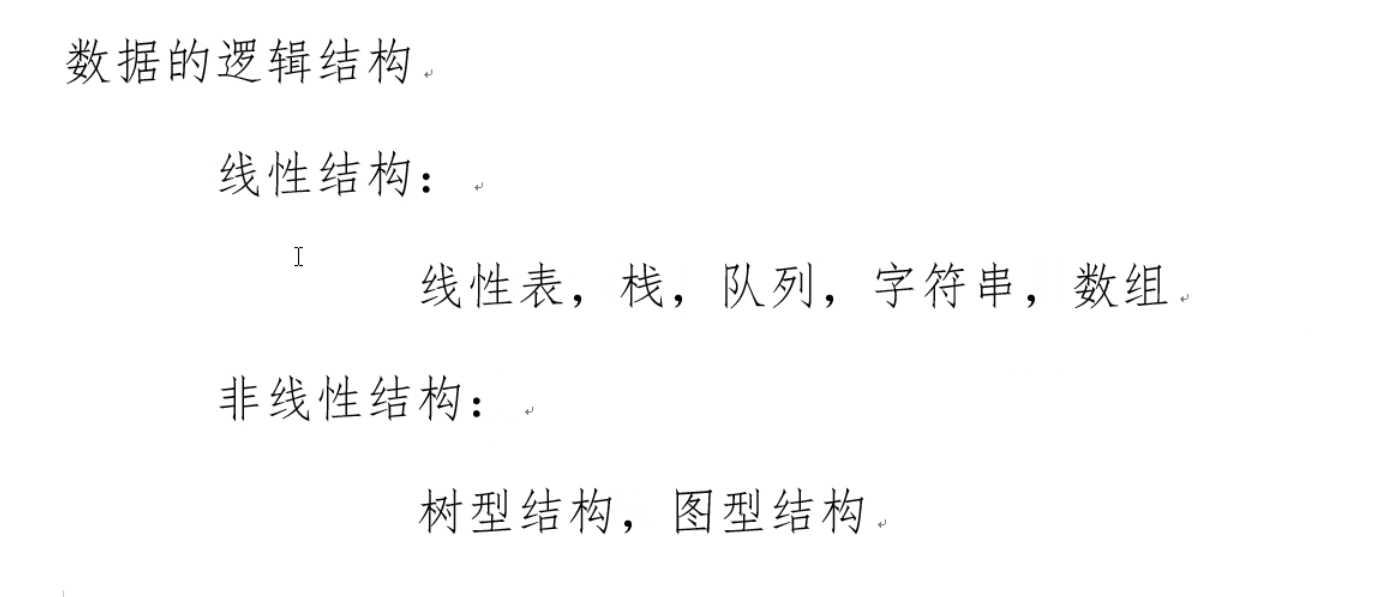 数据的逻辑结构
线性结构：
线性表，栈，队列，字符串，数组
非线性结构：
树型结构，图型结构